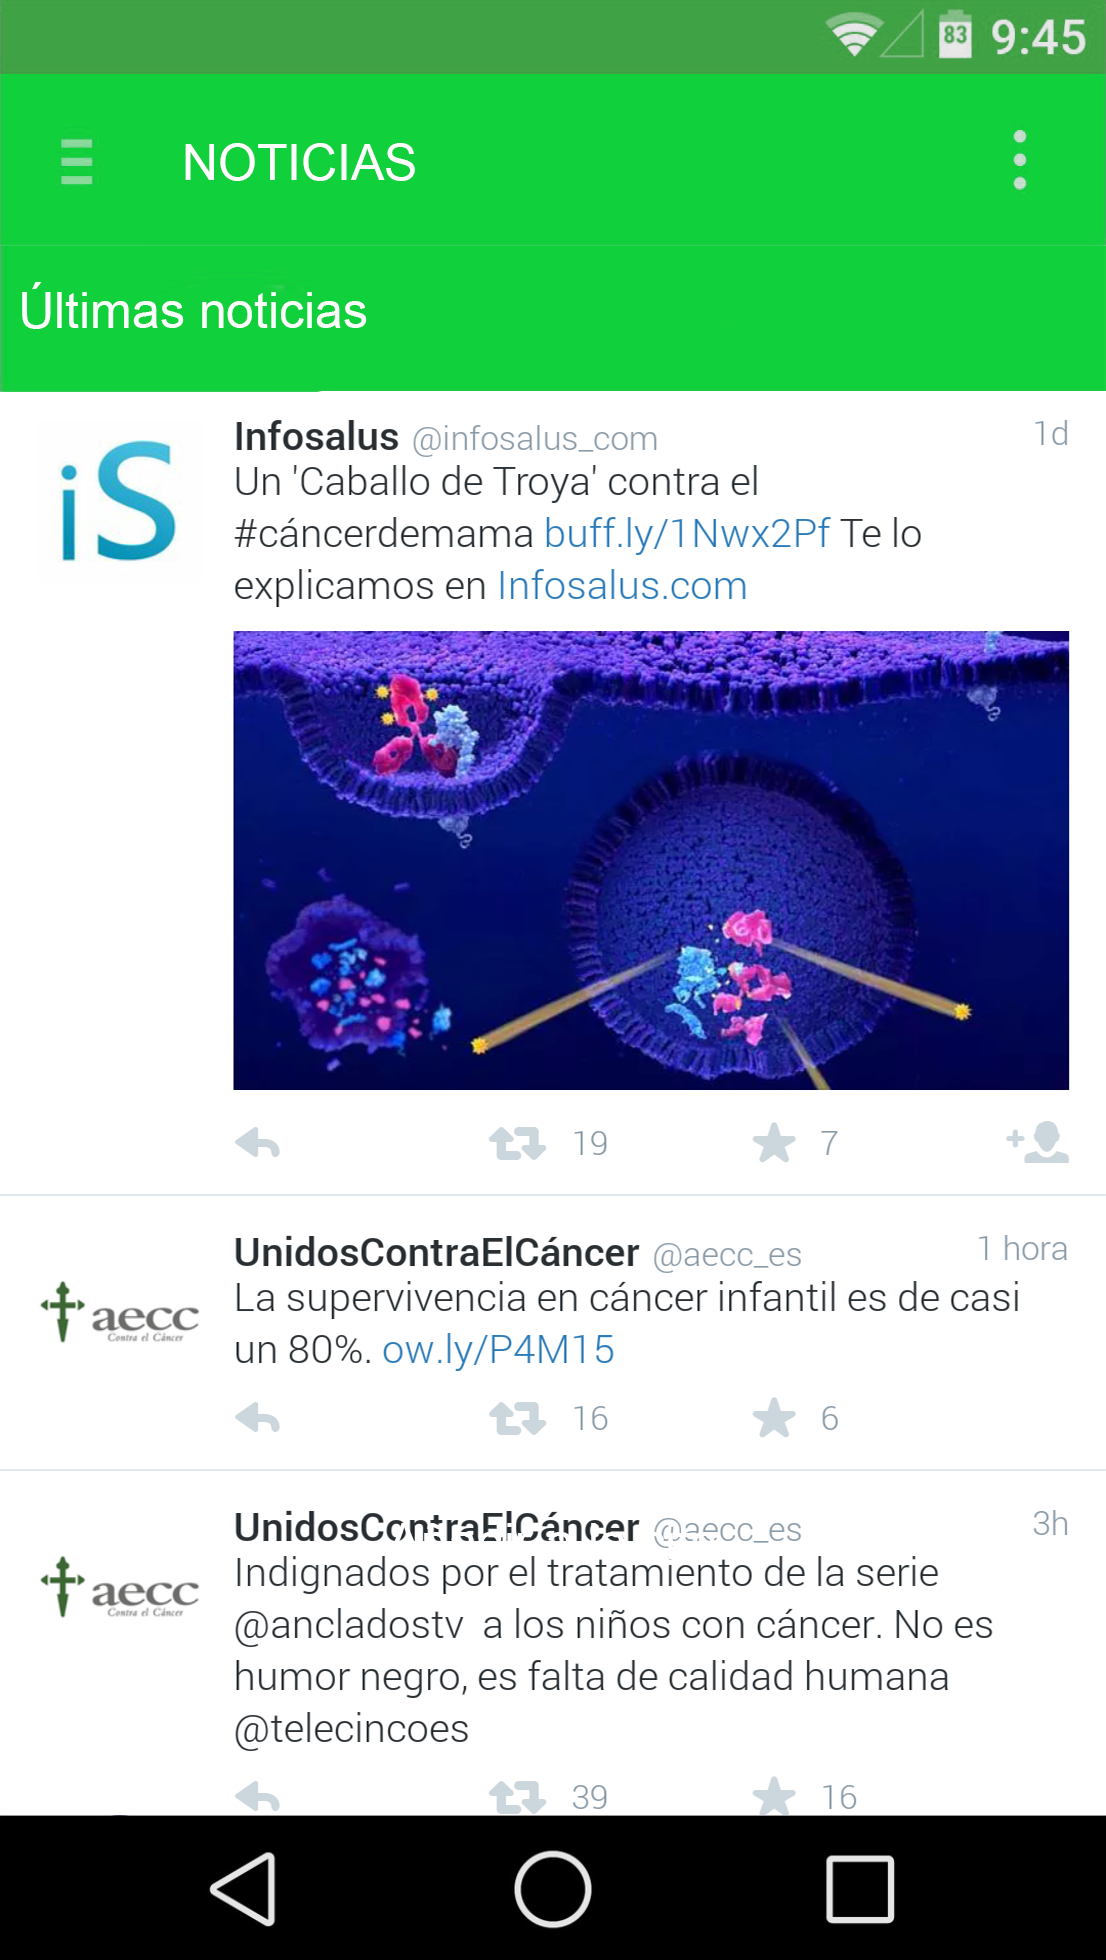 83 9:45
NOTICIAS
Últimas noticias
iS
Infosalus @infosalus_com 1d
Un 'Caballo de Troya' contra el
#cáncerdemama buff.ly/1Nwx2Pf Te lo
explicamos en Infosalus.com
19 7
UnidosContraElCáncer @aecc_es 1 hora
aecc
Contra el Cáncer
La supervivencia en cáncer infantil es de casi
un 80%. ow.ly/P4M15
16 6
UnidosContraElCáncer @aecc_es 3h
aecc
Contra el Cáncer
Indignados por el tratamiento de la serie
@ancladostv a los niños con cáncer. No es
humor negro, es falta de calidad humana
@telecincoes
39 16